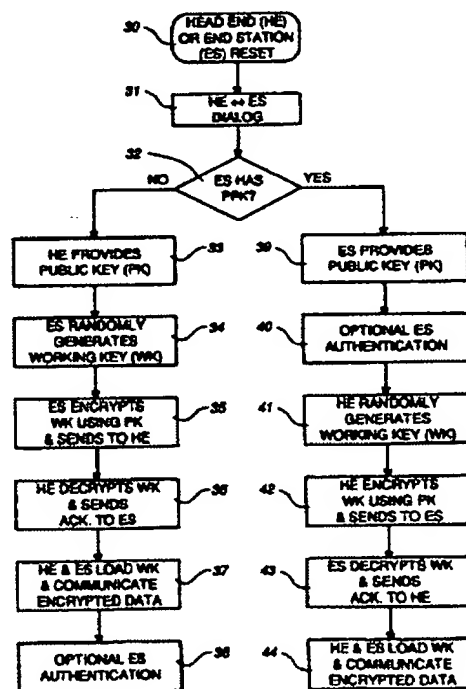 30
HEAD END (HE)
OR END STATION
(ES) RESET
31
HE ↔ ES
DIALOG
32
ES HAS
PPK?
NO
YES
33
HE PROVIDES
PUBLIC KEY (PK)
34
ES RANDOMLY
GENERATES
WORKING KEY (WK)
35
ES ENCRYPTS
WK USING PK
& SENDS TO HE
36
HE DECRYPTS WK
& SENDS
ACK. TO ES
37
HE & ES LOAD WK
& COMMUNICATE
ENCRYPTED DATA
38
OPTIONAL ES
AUTHENTICATION
39
ES PROVIDES
PUBLIC KEY (PK)
40
OPTIONAL ES
AUTHENTICATION
41
HE RANDOMLY
GENERATES
WORKING KEY (WK)
42
HE ENCRYPTS
WK USING PK
& SENDS TO ES
43
ES DECRYPTS WK
& SENDS
ACK. TO HE
44
HE & ES LOAD WK
& COMMUNICATE
ENCRYPTED DATA